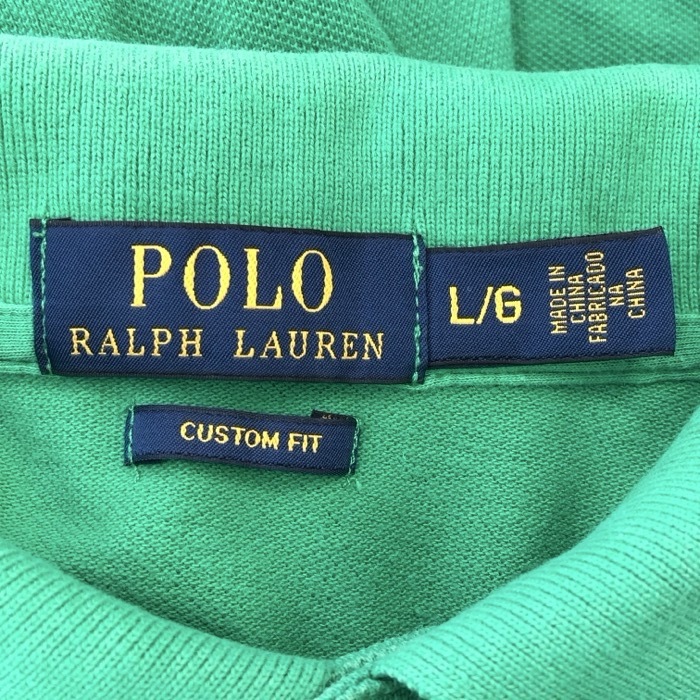 POLO
RALPH LAUREN
L/G
MADE IN
CHINA
FABRICADO
NA
CHINA
CUSTOM FIT